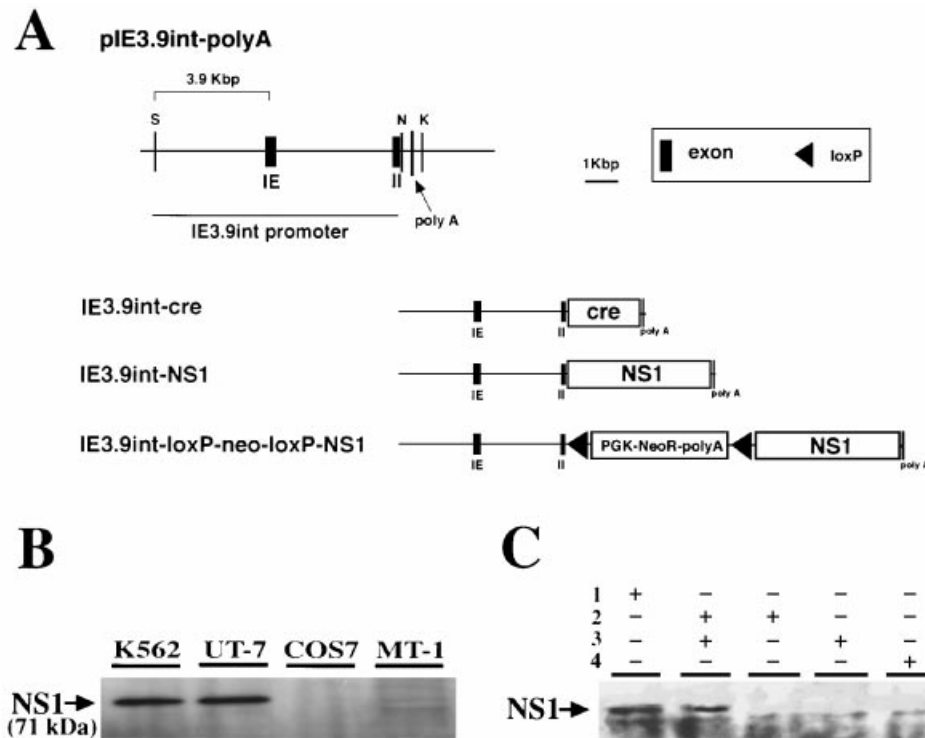 A
pIE3.9int-polyA
3.9 Kbp
S
N K
IE
II
poly A
IE3.9int promoter
1Kbp
exon
loxP
IE3.9int-cre
cre
IE
II
poly A
IE3.9int-NS1
NS1
IE
II
poly A
IE3.9int-loxP-neo-loxP-NS1
PGK-NeoR-polyA
NS1
IE
II
poly A
B
K562 UT-7 COS7 MT-1
NS1
(71 kDa)
C
1 + − − − −
2 − + + − −
3 − + − + −
4 − − − − +
NS1